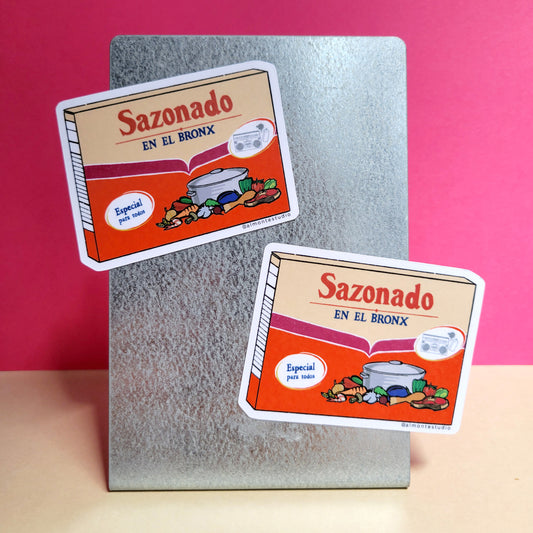 Sazonado
EN EL BRONX
Especial
para todos
@almontestudio
Sazonado
EN EL BRONX
Especial
para todos
@almontestudio